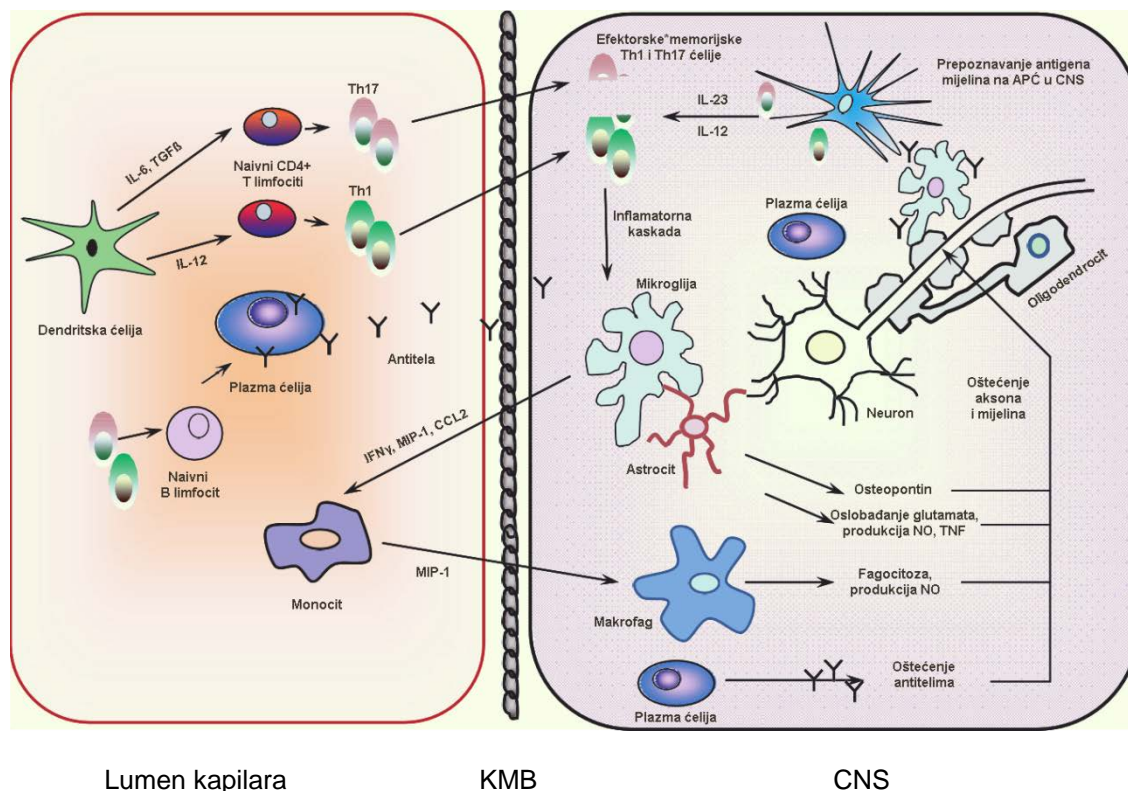 Th17
IL-6, TGFß
Naivni CD4+
T limfociti
Th1
IL-12
Dendritska ćelija
Plazma ćelija
Antitela
Naivni
B limfocit
IFNγ, MIP-1, CCL2
Monocit
MIP-1
Efektorske*memorijske
Th1 i Th17 ćelije
Prepoznavanje antigena
mijelina na APĆ u CNS
IL-23
IL-12
Inflamatorna
kaskada
Plazma ćelija
Mikroglija
Oligodendrocit
Neuron
Oštećenje
aksona
i mijelina
Astrocit
Osteopontin
Oslobađanje glutamata,
produkcija NO, TNF
Fagocitoza,
produkcija NO
Makrofag
Oštećenje
antitelima
Plazma ćelija
Lumen kapilara KMB CNS